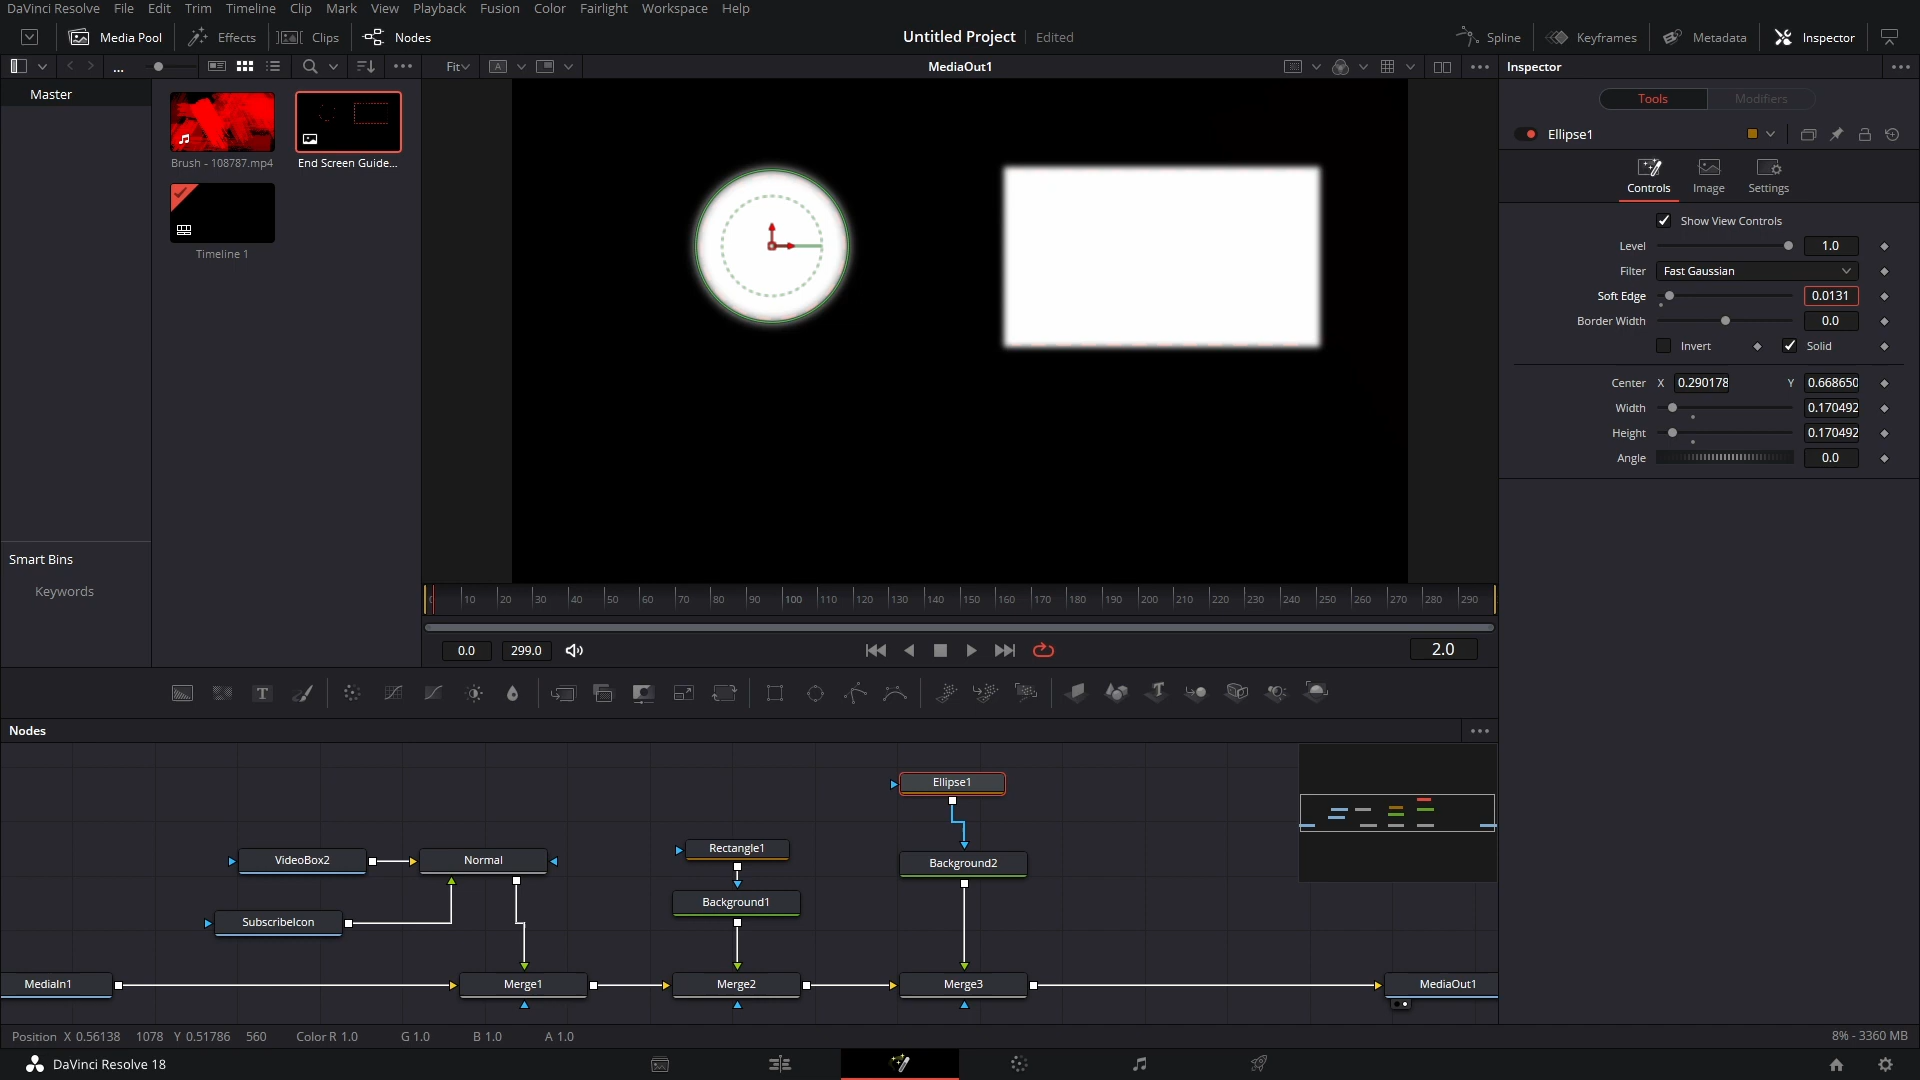 DaVinci Resolve File Edit Trim Timeline Clip Mark View Playback Fusion Color Fairlight Workspace Help
Media Pool Effects Clips Nodes Untitled Project Edited Spline Keyframes Metadata Inspector
... Fit A MediaOut1 Inspector
Master
Tools Modifiers
Ellipse1
Brush - 108787.mp4 End Screen Guide...
Controls Image Settings
Show View Controls
Level 1.0
Timeline 1
Filter Fast Gaussian
Soft Edge 0.0131
Border Width 0.0
Invert Solid
Center X 0.290178 Y 0.668650
Width 0.170492
Height 0.170492
Angle 0.0
Smart Bins
Keywords
10 20 30 40 50 60 70 80 90 100 110 120 130 140 150 160 170 180 190 200 210 220 230 240 250 260 270 280 290
0.0 299.0 2.0
T T
Nodes
Ellipse1
Rectangle1
VideoBox2 Normal Background2
Background1
SubscribeIcon
MediaIn1 Merge1 Merge2 Merge3 MediaOut1
Position X 0.56138 1078 Y 0.51786 560 Color R 1.0 G 1.0 B 1.0 A 1.0 8% - 3360 MB
DaVinci Resolve 18